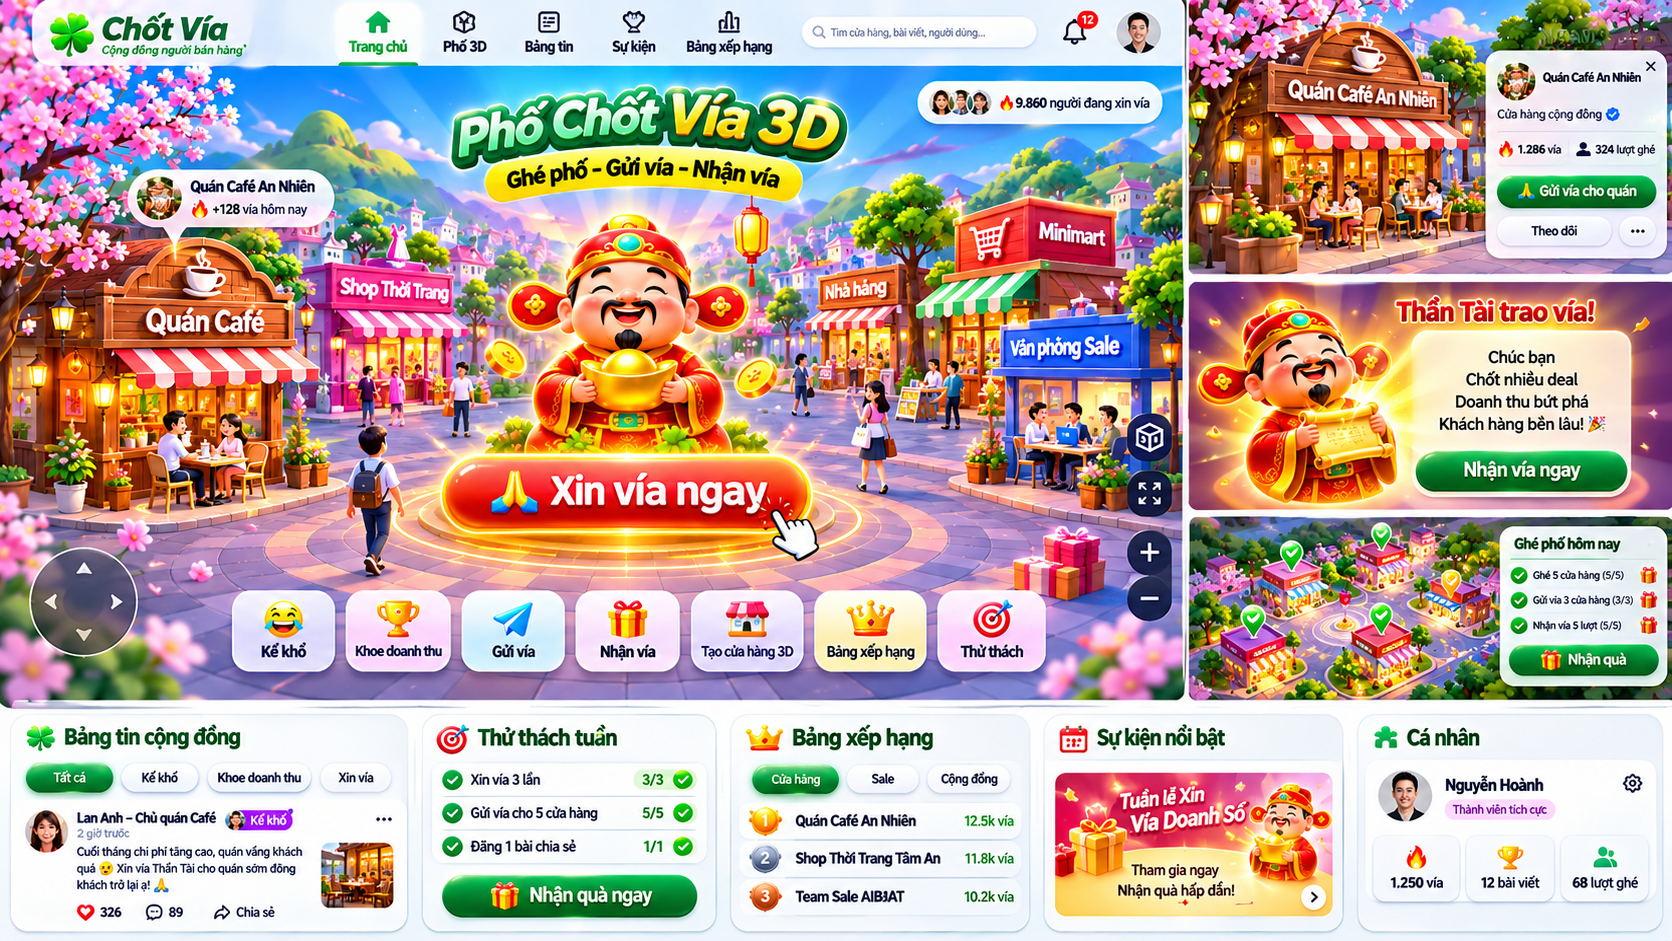 Chốt Vía
Cộng đồng người bán hàng
Trang chủ
Phố 3D
Bảng tin
Sự kiện
Bảng xếp hạng
Tìm cửa hàng, bài viết, người dùng...
12
Phố Chốt Vía 3D
Ghé phố - Gửi vía - Nhận vía
9.860 người đang xin vía
Quán Café An Nhiên
+128 vía hôm nay
Quán Café
Shop Thời Trang
Nhà hàng
Minimart
Văn phòng Sale
Xin vía ngay
3D
Kể khổ
Khoe doanh thu
Gửi vía
Nhận vía
Tạo cửa hàng 3D
Bảng xếp hạng
Thử thách
Quán Café An Nhiên
Quán Café An Nhiên
Cửa hàng cộng đồng
1.286 vía
324 lượt ghé
Gửi vía cho quán
Theo dõi
Thần Tài trao vía!
Chúc bạn
Chốt nhiều deal
Doanh thu bứt phá
Khách hàng bền lâu!
Nhận vía ngay
Ghé phố hôm nay
Ghé 5 cửa hàng (5/5)
Gửi vía 3 cửa hàng (3/3)
Nhận vía 5 lượt (5/5)
Nhận quà
Bảng tin cộng đồng
Tất cả
Kể khổ
Khoe doanh thu
Xin vía
Lan Anh – Chủ quán Café
Kể khổ
2 giờ trước
Cuối tháng chi phí tăng cao, quán vắng khách
quá 😢 Xin vía Thần Tài cho quán sớm đông
khách trở lại ạ! 🙏
326
89
Chia sẻ
Thử thách tuần
Xin vía 3 lần
3/3
Gửi vía cho 5 cửa hàng
5/5
Đăng 1 bài chia sẻ
1/1
Nhận quà ngay
Bảng xếp hạng
Cửa hàng
Sale
Cộng đồng
1
Quán Café An Nhiên
12.5k vía
2
Shop Thời Trang Tâm An
11.8k vía
3
Team Sale
10.2k vía
Sự kiện nổi bật
Tuần lễ Xin
Vía Doanh Số
Tham gia ngay
Nhận quà hấp dẫn!
Cá nhân
Nguyễn Hoành
Thành viên tích cực
1.250 vía
12 bài viết
68 lượt ghé